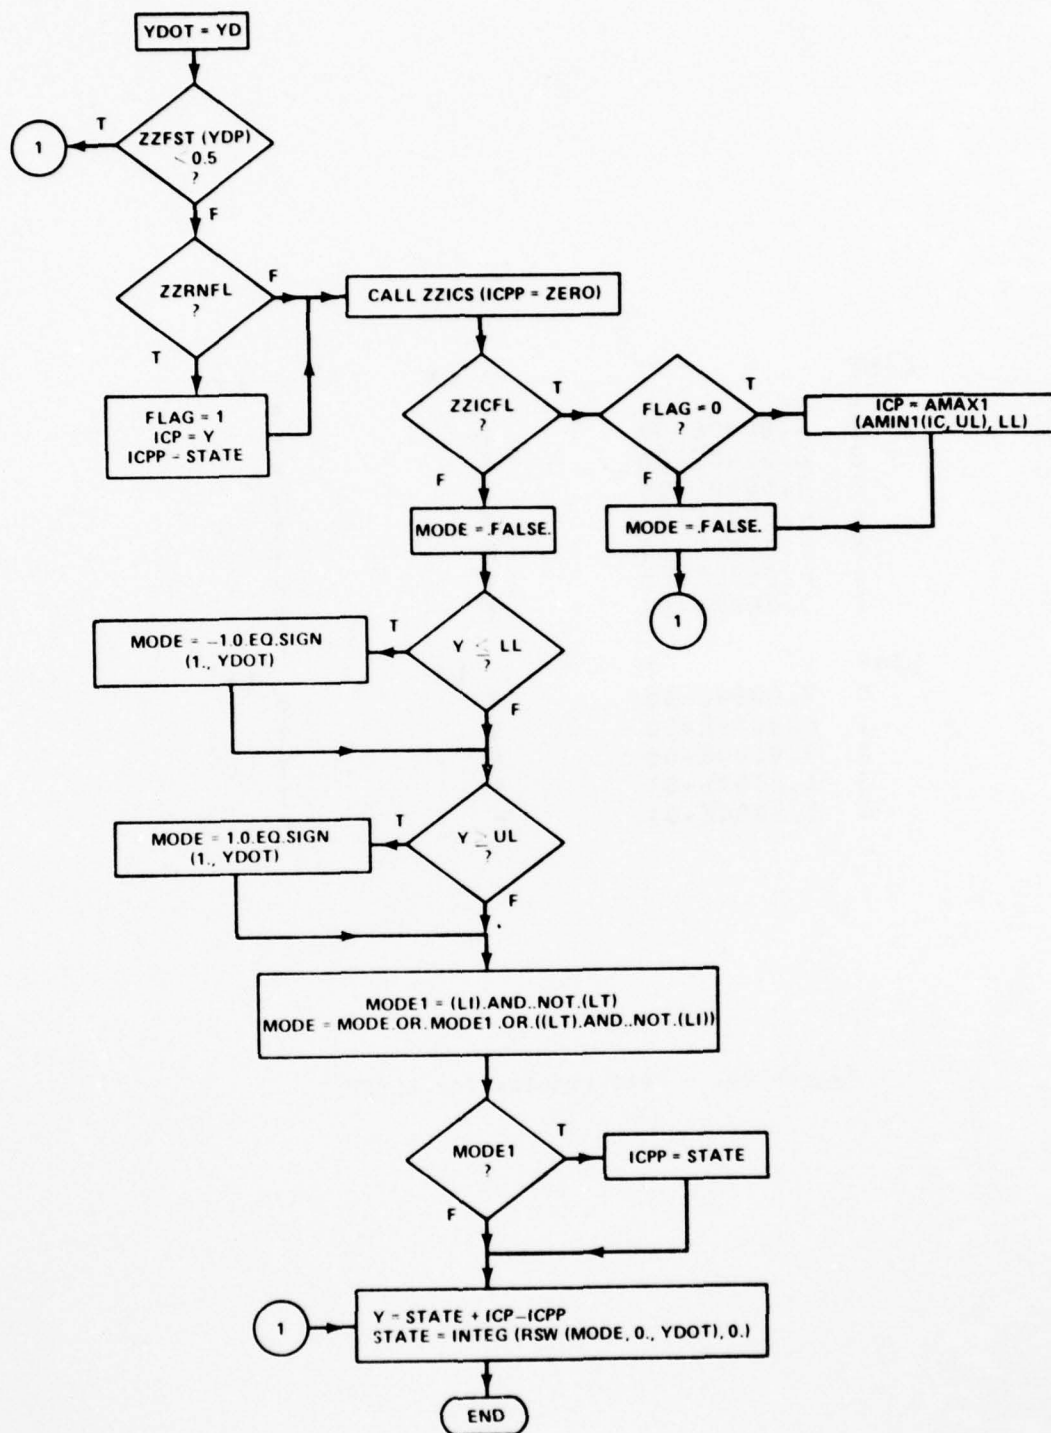 YDOT = YD
ZZFST (YDP)
< 0.5
?
T
1
F
ZZRNFL
?
F
T
FLAG = 1
ICP = Y
ICPP = STATE
CALL ZZICS (ICPP = ZERO)
ZZICFL
?
T
F
FLAG = 0
?
T
F
ICP = AMAX1
(AMIN1(IC, UL), LL)
MODE = .FALSE.
MODE = .FALSE.
1
Y ≤ LL
?
T
F
MODE = -1.0.EQ.SIGN
(1., YDOT)
Y ≥ UL
?
T
F
MODE = 1.0.EQ.SIGN
(1., YDOT)
MODE1 = (LI).AND..NOT.(LT)
MODE = MODE.OR.MODE1.OR.((LT).AND..NOT.(LI))
MODE1
?
T
F
ICPP = STATE
1
Y = STATE + ICP-ICPP
STATE = INTEG (RSW (MODE, 0., YDOT), 0.)
END